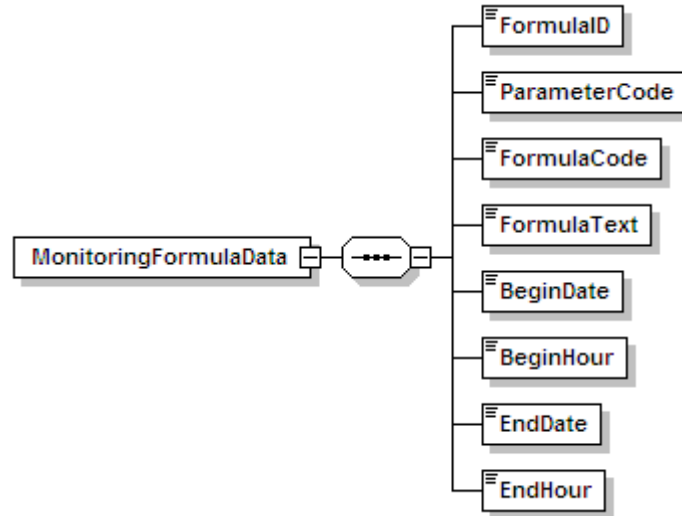 FormulaID
ParameterCode
FormulaCode
FormulaText
MonitoringFormulaData
BeginDate
BeginHour
EndDate
EndHour